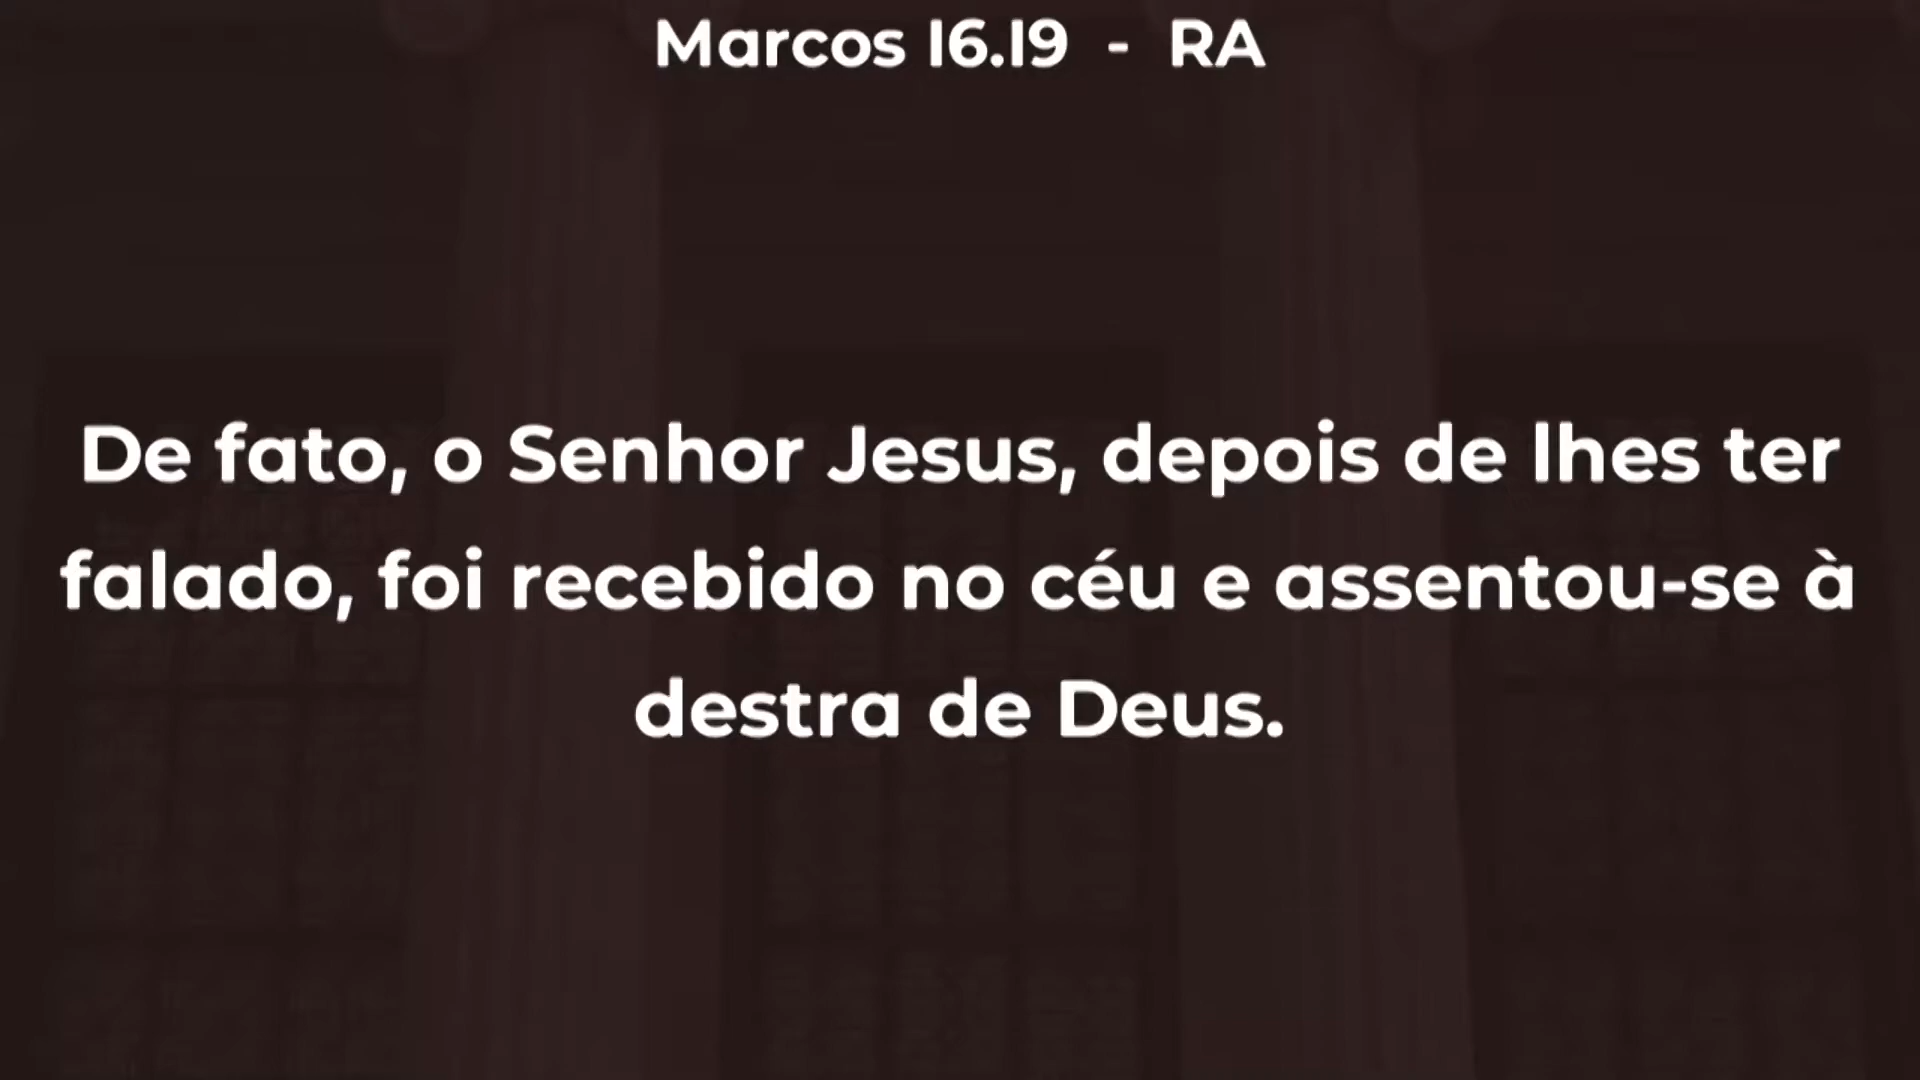 Marcos 16.19 - RA
De fato, o Senhor Jesus, depois de lhes ter
falado, foi recebido no céu e assentou-se à
destra de Deus.